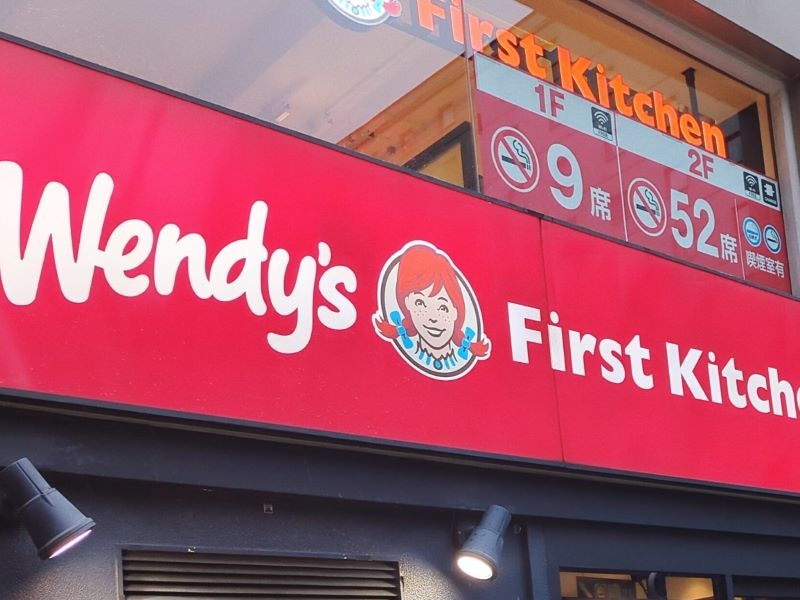 First Kitchen
1F
9席
2F
52席
喫煙室有
Wendy's
First Kitche